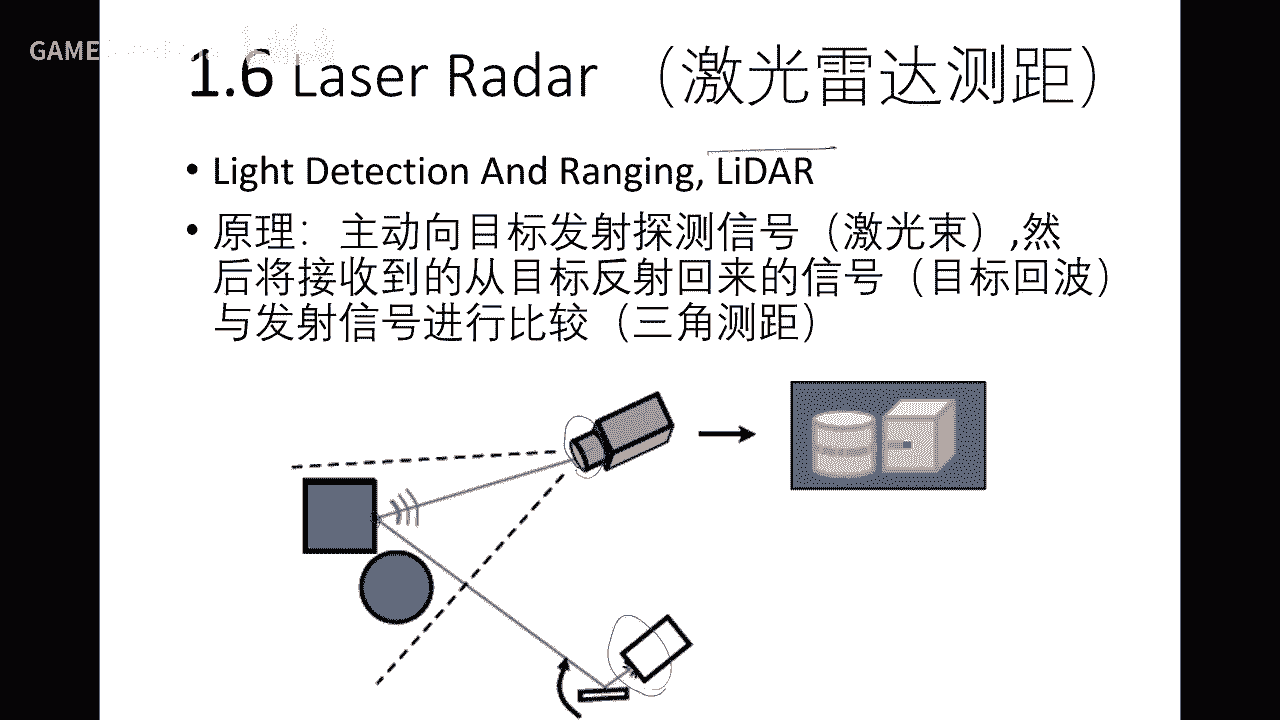 GAME
1.6 Laser Radar （激光雷达测距）
• Light Detection And Ranging, LiDAR
• 原理：主动向目标发射探测信号（激光束）,然
后将接收到的从目标反射回来的信号（目标回波）
与发射信号进行比较（三角测距）